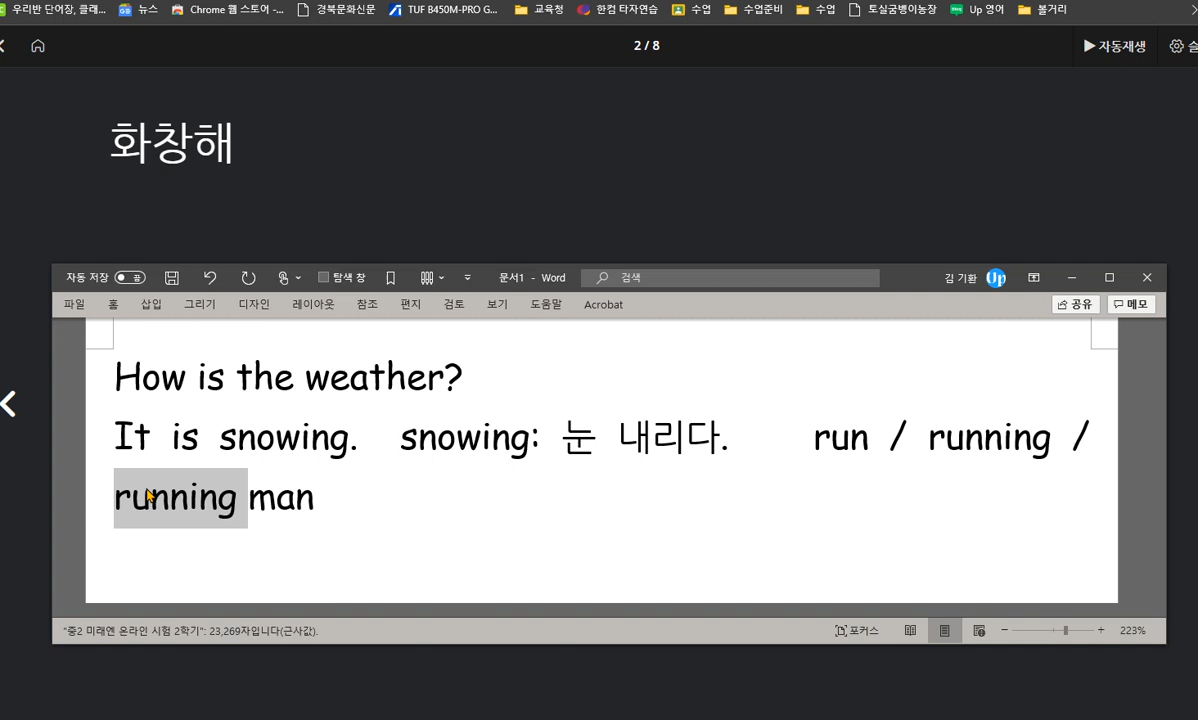 우리반 단어장, 클래... 뉴스 Chrome 웹 스토어 -... 경북문화신문 TUF B450M-PRO G... 교육청 한컴 타자연습 수업 수업준비 수업 토실굼벵이농장 Up 영어 볼거리
2 / 8 자동재생 슬
화창해
자동 저장 끔 탐색 창 문서1 - Word 검색 김 기환 Up
파일 홈 삽입 그리기 디자인 레이아웃 참조 편지 검토 보기 도움말 Acrobat 공유 메모
How is the weather?
It is snowing. snowing: 눈 내리다. run / running /
running man
"중2 미래엔 온라인 시험 2학기": 23,269자입니다(근사값). 포커스 223%